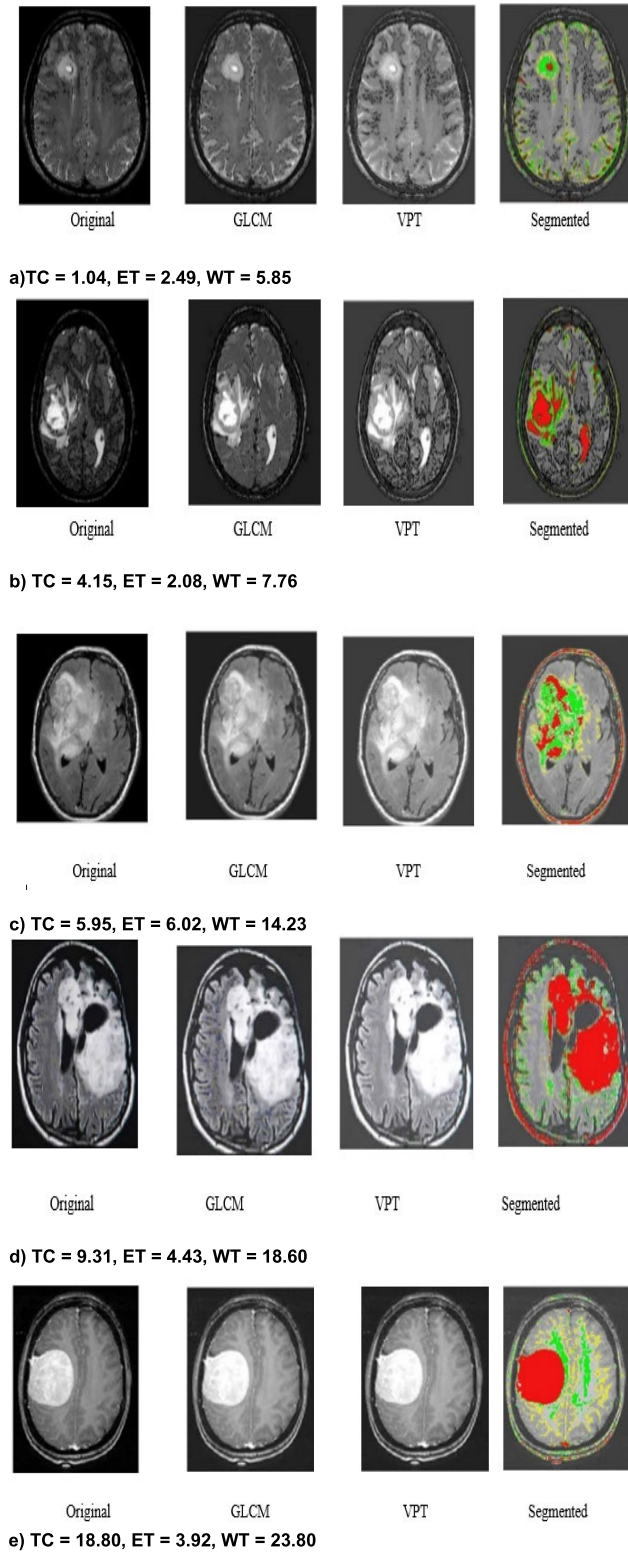 Original GLCM VPT Segmented
a)TC = 1.04, ET = 2.49, WT = 5.85
Original GLCM VPT Segmented
b) TC = 4.15, ET = 2.08, WT = 7.76
Original GLCM VPT Segmented
c) TC = 5.95, ET = 6.02, WT = 14.23
Original GLCM VPT Segmented
d) TC = 9.31, ET = 4.43, WT = 18.60
Original GLCM VPT Segmented
e) TC = 18.80, ET = 3.92, WT = 23.80